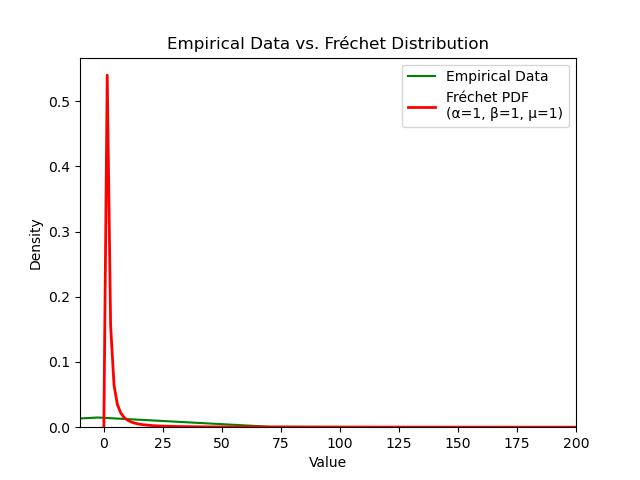 Empirical Data vs. Fréchet Distribution
Empirical Data
Fréchet PDF
(α=1, β=1, μ=1)
Density
0.5
0.4
0.3
0.2
0.1
0.0
0 25 50 75 100 125 150 175 200
Value